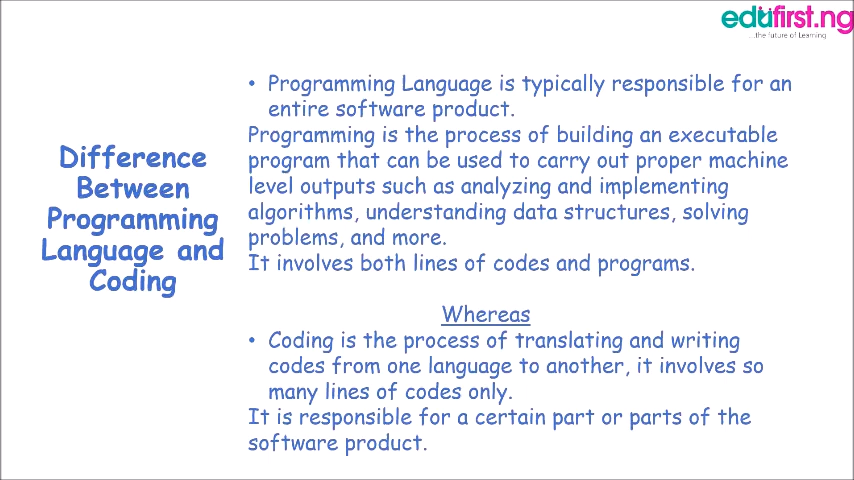 edufirst.ng
...the future of Learning
Difference
Between
Programming
Language and
Coding
• Programming Language is typically responsible for an
entire software product.
Programming is the process of building an executable
program that can be used to carry out proper machine
level outputs such as analyzing and implementing
algorithms, understanding data structures, solving
problems, and more.
It involves both lines of codes and programs.
Whereas
• Coding is the process of translating and writing
codes from one language to another, it involves so
many lines of codes only.
It is responsible for a certain part or parts of the
software product.